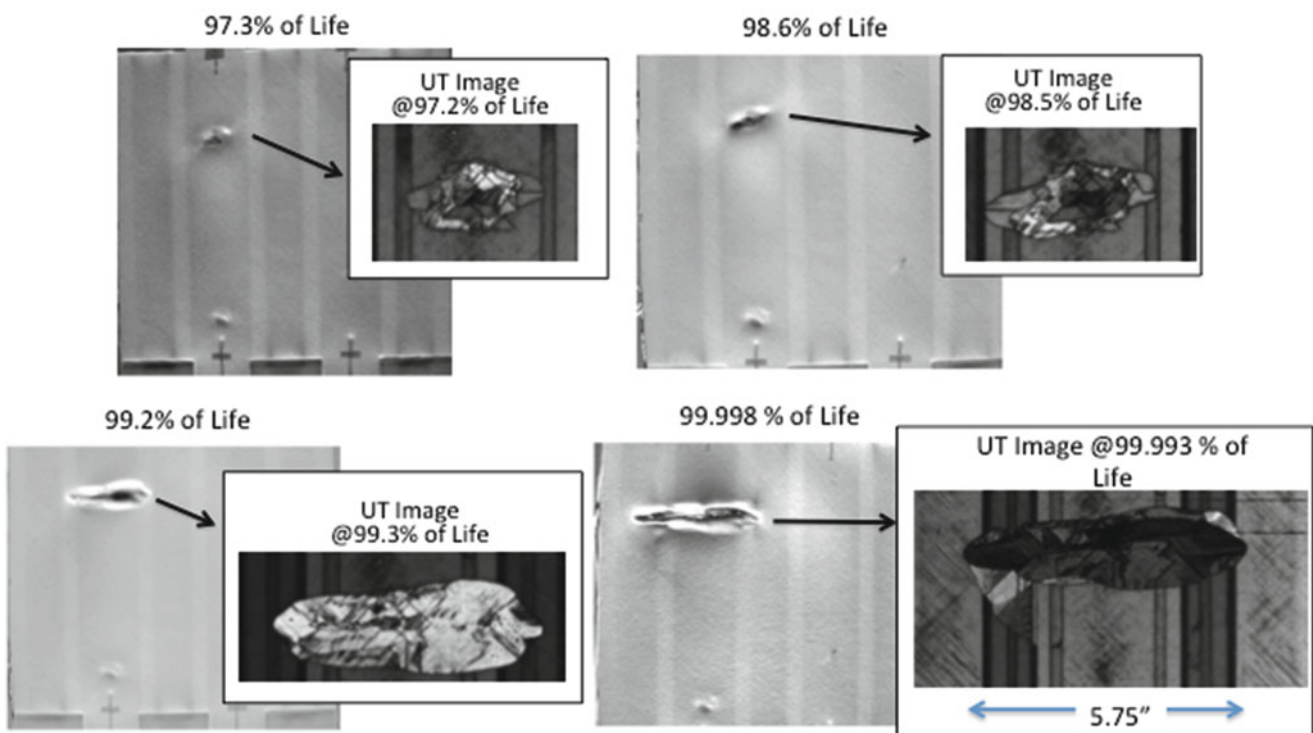 97.3% of Life
UT Image
@97.2% of Life
98.6% of Life
UT Image
@98.5% of Life
99.2% of Life
UT Image
@99.3% of Life
99.998 % of Life
UT Image @99.993 % of
Life
5.75”